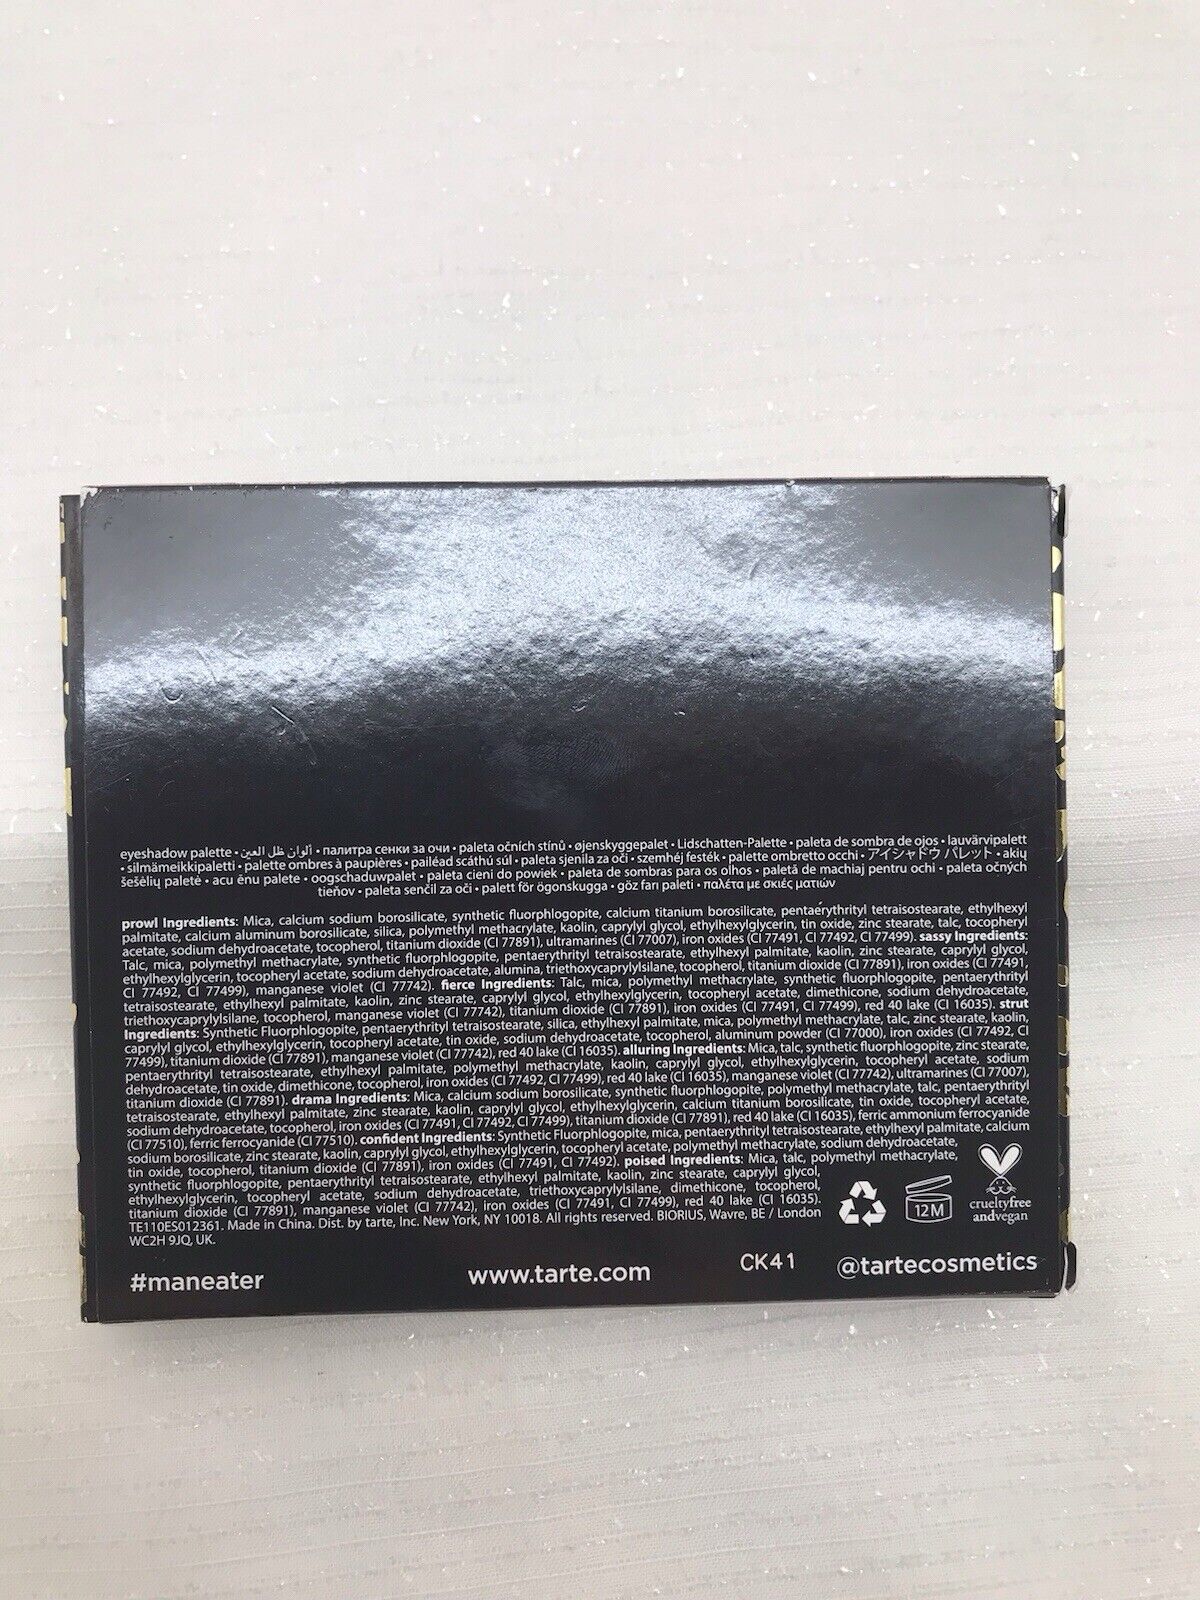 eyeshadow palette • ألوان ظل العين • палитра сенки за очи • paleta očních stínů • øjenskyggepalet • Lidschatten-Palette • paleta de sombra de ojos • lauvärvipalett
• silmämeikkipaletti • palette ombres à paupières • pailéad scáthú súl • paleta sjenila za oči • szemhéj festék • palette ombretto occhi • アイシャドウ パレット • akių
šešėlių paletė • acu ēnu palete • oogschaduwpalet • paleta cieni do powiek • paleta de sombras para os olhos • paletă de machiaj pentru ochi • paleta očných
tieňov • paleta senčil za oči • palett för ögonskugga • göz farı paleti • παλέτα με σκιές ματιών
prowl Ingredients: Mica, calcium sodium borosilicate, synthetic fluorphlogopite, calcium titanium borosilicate, pentaerythrityl tetraisostearate, ethylhexyl
palmitate, calcium aluminum borosilicate, silica, polymethyl methacrylate, kaolin, caprylyl glycol, ethylhexylglycerin, tin oxide, zinc stearate, talc, tocopheryl
acetate, sodium dehydroacetate, tocopherol, titanium dioxide (CI 77891), ultramarines (CI 77007), iron oxides (CI 77491, CI 77492, CI 77499). sassy Ingredients:
Talc, mica, polymethyl methacrylate, synthetic fluorphlogopite, pentaerythrityl tetraisostearate, ethylhexyl palmitate, kaolin, zinc stearate, caprylyl glycol,
ethylhexylglycerin, tocopheryl acetate, sodium dehydroacetate, alumina, triethoxycaprylylsilane, tocopherol, titanium dioxide (CI 77891), iron oxides (CI 77491,
CI 77492, CI 77499), manganese violet (CI 77742). fierce Ingredients: Talc, mica, polymethyl methacrylate, synthetic fluorphlogopite, pentaerythrityl
tetraisostearate, ethylhexyl palmitate, kaolin, zinc stearate, caprylyl glycol, ethylhexylglycerin, tocopheryl acetate, dimethicone, sodium dehydroacetate,
triethoxycaprylylsilane, tocopherol, manganese violet (CI 77742), titanium dioxide (CI 77891), iron oxides (CI 77491, CI 77499), red 40 lake (CI 16035). strut
Ingredients: Synthetic Fluorphlogopite, pentaerythrityl tetraisostearate, silica, ethylhexyl palmitate, mica, polymethyl methacrylate, talc, zinc stearate, kaolin,
caprylyl glycol, ethylhexylglycerin, tocopheryl acetate, tin oxide, sodium dehydroacetate, tocopherol, aluminum powder (CI 77000), iron oxides (CI 77492, CI
77499), titanium dioxide (CI 77891), manganese violet (CI 77742), red 40 lake (CI 16035). alluring Ingredients: Mica, talc, synthetic fluorphlogopite, zinc stearate,
pentaerythrityl tetraisostearate, ethylhexyl palmitate, polymethyl methacrylate, kaolin, caprylyl glycol, ethylhexylglycerin, tocopheryl acetate, sodium
dehydroacetate, tin oxide, dimethicone, tocopherol, iron oxides (CI 77492, CI 77499), red 40 lake (CI 16035), manganese violet (CI 77742), ultramarines (CI 77007),
titanium dioxide (CI 77891). drama Ingredients: Mica, calcium sodium borosilicate, synthetic fluorphlogopite, polymethyl methacrylate, talc, pentaerythrityl
tetraisostearate, ethylhexyl palmitate, zinc stearate, kaolin, caprylyl glycol, ethylhexylglycerin, calcium titanium borosilicate, tin oxide, tocopheryl acetate,
sodium dehydroacetate, tocopherol, iron oxides (CI 77491, CI 77492, CI 77499), titanium dioxide (CI 77891), red 40 lake (CI 16035), ferric ammonium ferrocyanide
(CI 77510), ferric ferrocyanide (CI 77510). confident Ingredients: Synthetic Fluorphlogopite, mica, pentaerythrityl tetraisostearate, ethylhexyl palmitate, calcium
sodium borosilicate, zinc stearate, kaolin, caprylyl glycol, ethylhexylglycerin, tocopheryl acetate, polymethyl methacrylate, sodium dehydroacetate,
tin oxide, tocopherol, titanium dioxide (CI 77891), iron oxides (CI 77491, CI 77492). poised Ingredients: Mica, talc, polymethyl methacrylate,
synthetic fluorphlogopite, pentaerythrityl tetraisostearate, ethylhexyl palmitate, kaolin, zinc stearate, caprylyl glycol,
ethylhexylglycerin, tocopheryl acetate, sodium dehydroacetate, triethoxycaprylylsilane, dimethicone, tocopherol,
titanium dioxide (CI 77891), manganese violet (CI 77742), iron oxides (CI 77491, CI 77499), red 40 lake (CI 16035).
TE110ES012361. Made in China. Dist. by tarte, Inc. New York, NY 10018. All rights reserved. BIORIUS, Wavre, BE / London
WC2H 9JQ, UK.
12M
crueltyfree
andvegan
#maneater
www.tarte.com
CK41
@tartecosmetics